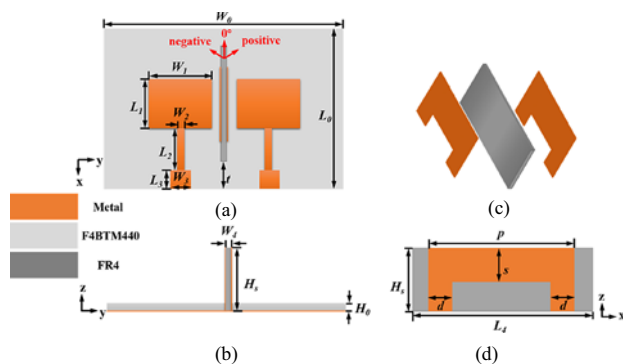 W0
0°
negative
positive
W1
L1
W2
L0
L2
L3
W3
t
y
x
(a)
(c)
Metal
F4BTM440
FR4
W4
Hs
z
y
H0
(b)
p
s
Hs
d
d
L4
z
x
(d)